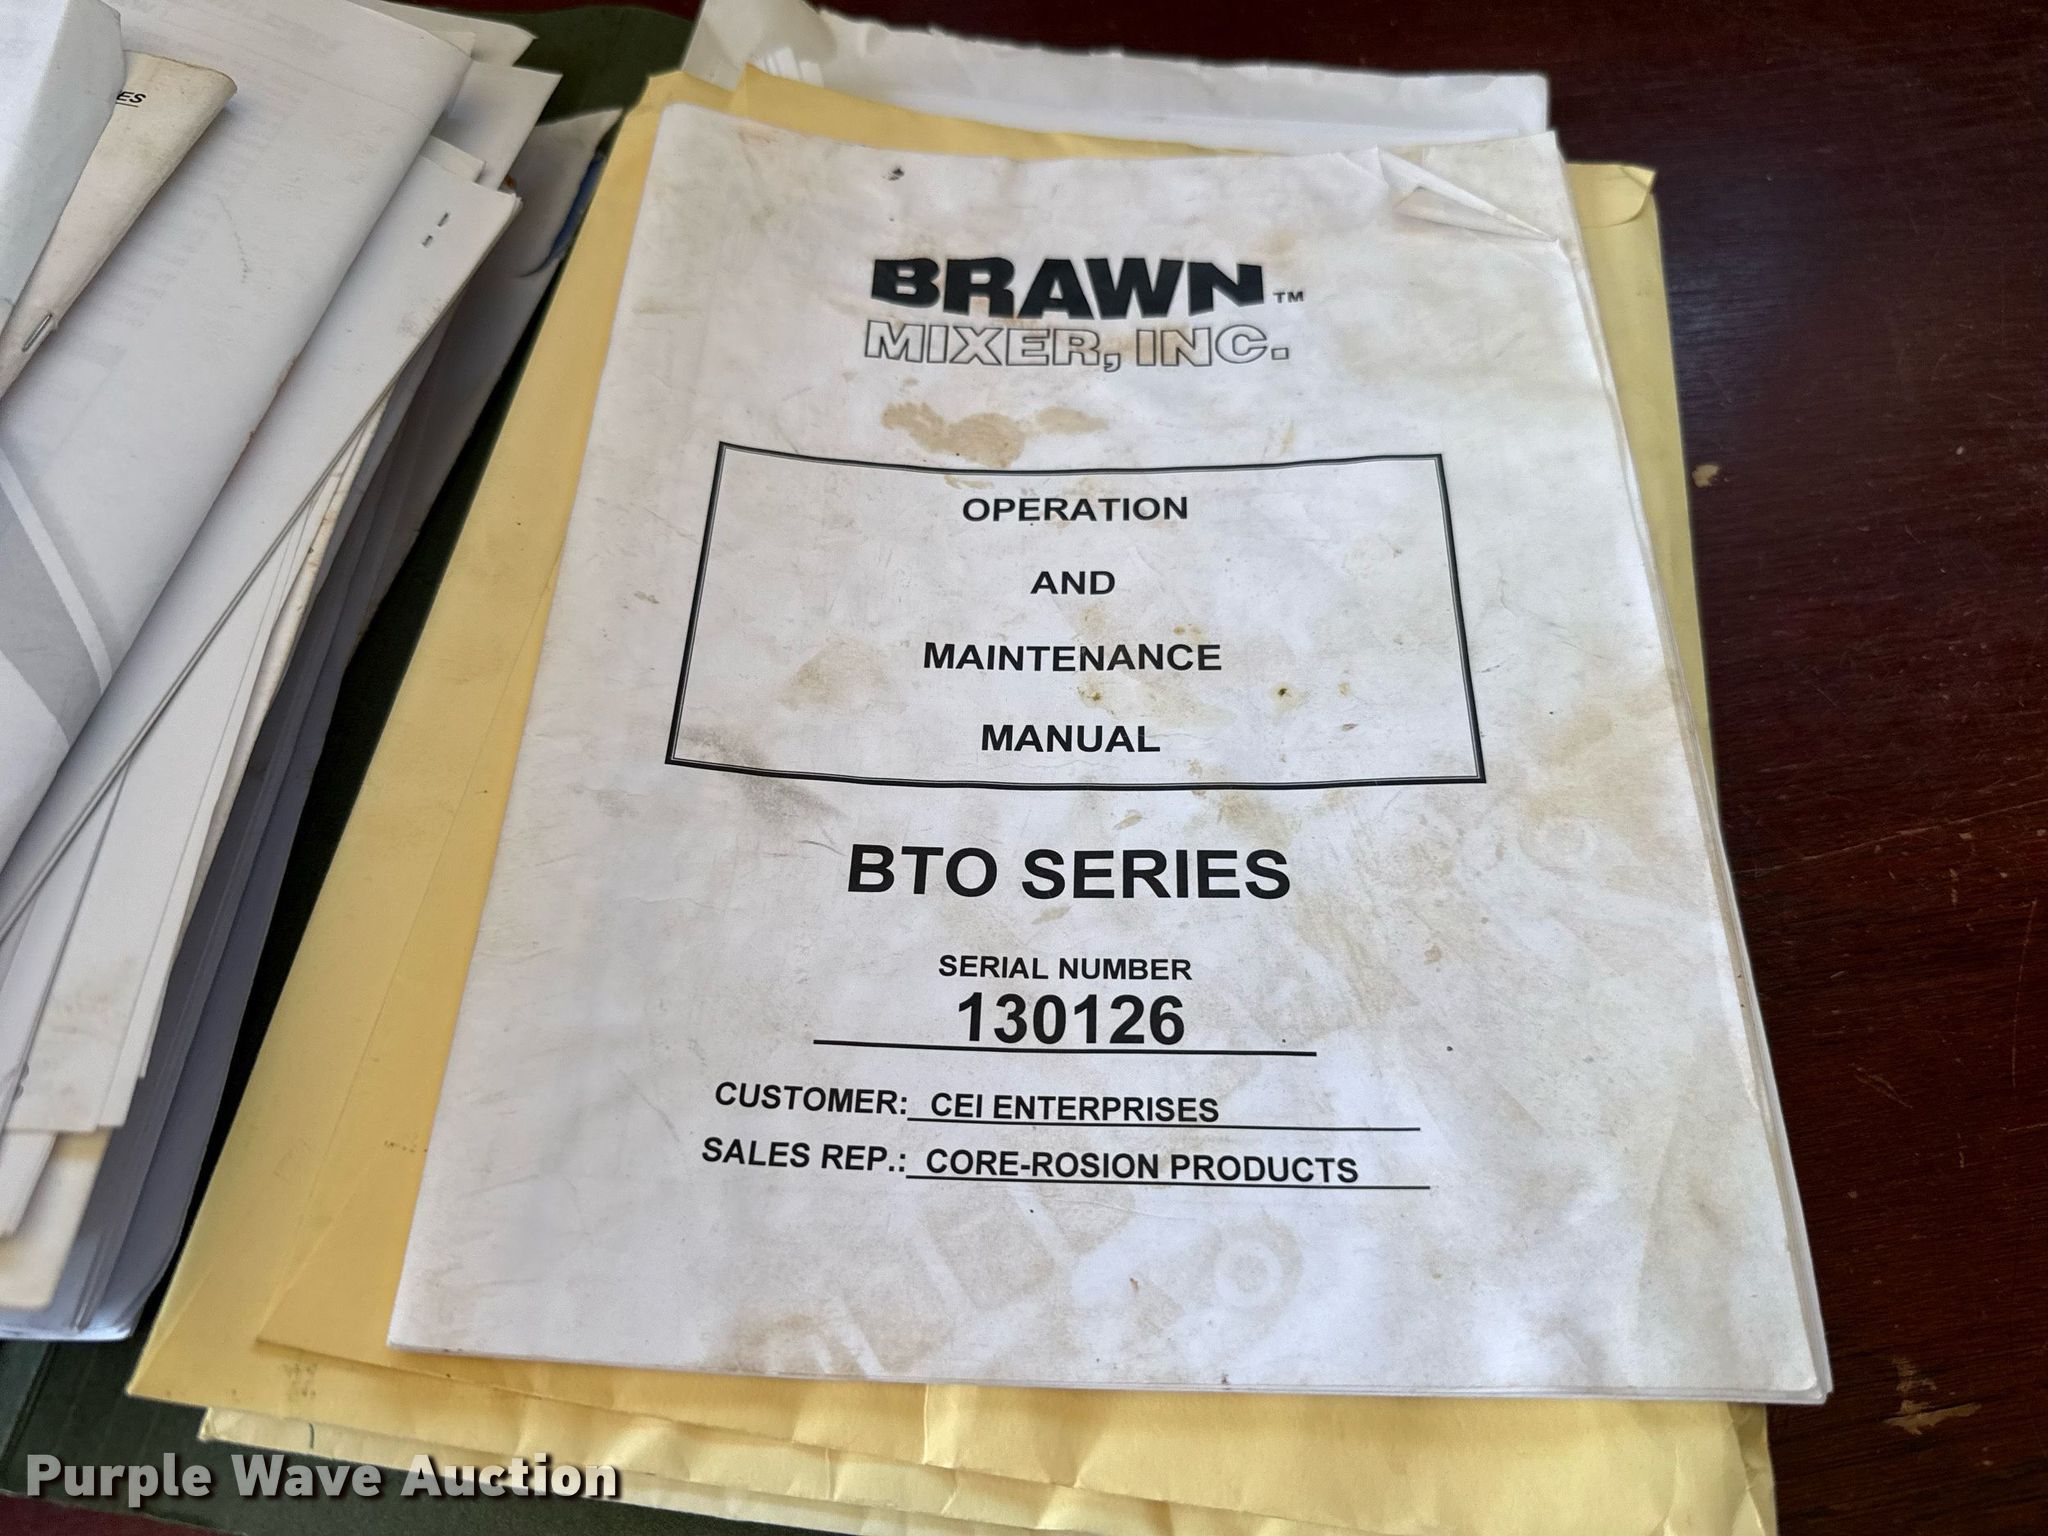 ES
BRAWN™
MIXER, INC.
OPERATION
AND
MAINTENANCE
MANUAL
BTO SERIES
SERIAL NUMBER
130126
CUSTOMER: CEI ENTERPRISES
SALES REP.: CORE-ROSION PRODUCTS
Purple Wave Auction